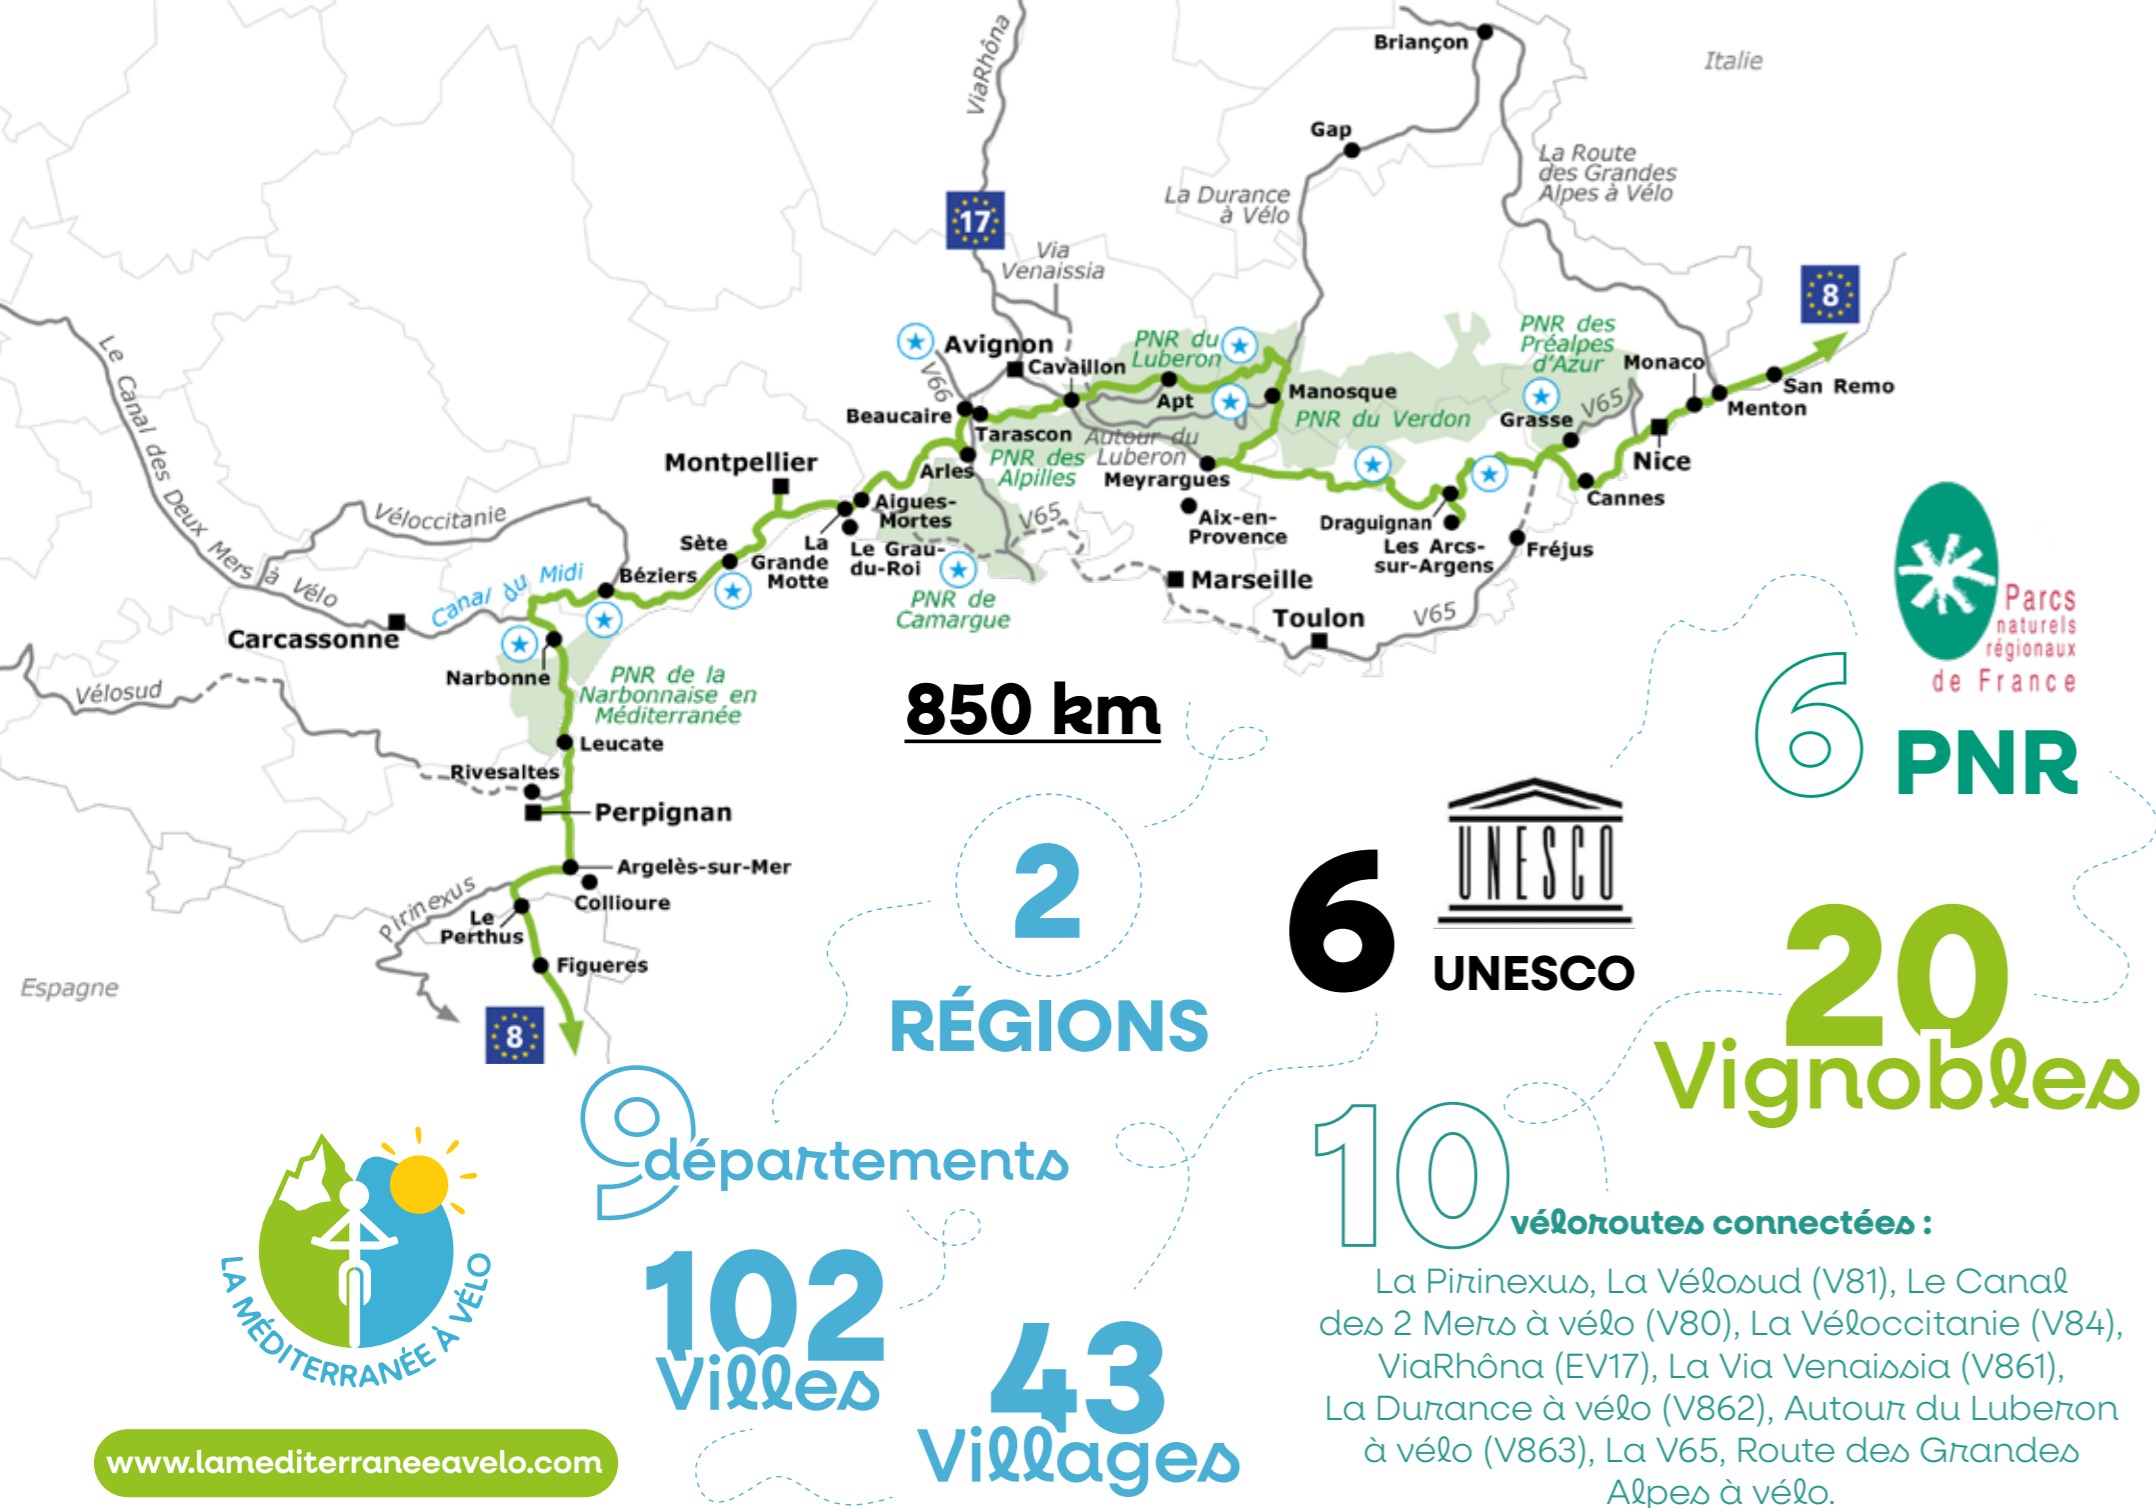 Briançon
Italie
ViaRhôna
Gap
La Route
des Grandes
Alpes à Vélo
La Durance
à Vélo
17
Via
Venaissia
8
PNR des
Préalpes
d'Azur
Avignon
PNR du
Luberon
Monaco
Le Canal des Deux Mers à Vélo
V66
Cavaillon
San Remo
Apt
Manosque
V65
Menton
Beaucaire
PNR du Verdon
Grasse
Tarascon
Autour du
Luberon
Montpellier
Arles
PNR des
Alpilles
Meyrargues
Nice
Cannes
Véloccitanie
Aigues-
Mortes
V65
Aix-en-
Provence
Draguignan
Les Arcs-
sur-Argens
Fréjus
Sète
La
Grande
Motte
Le Grau-
du-Roi
Béziers
Canal du Midi
Marseille
PNR de
Camargue
Toulon
V65
Carcassonne
Narbonne
PNR de la
Narbonnaise en
Méditerranée
Vélosud
Leucate
Rivesaltes
Perpignan
Argelès-sur-Mer
Collioure
Pirinexus
Le
Perthus
Figueres
Espagne
8
850 km
Parcs
naturels
régionaux
de France
6 PNR
2
RÉGIONS
6
UNESCO
UNESCO
20
Vignobles
9
départements
102
Villes
43
Villages
10
véloroutes connectées :
La Pirinexus, La Vélosud (V81), Le Canal
des 2 Mers à vélo (V80), La Véloccitanie (V84),
ViaRhôna (EV17), La Via Venaissia (V861),
La Durance à vélo (V862), Autour du Luberon
à vélo (V863), La V65, Route des Grandes
Alpes à vélo.
LA MÉDITERRANÉE À VÉLO
www.lamediterraneeavelo.com